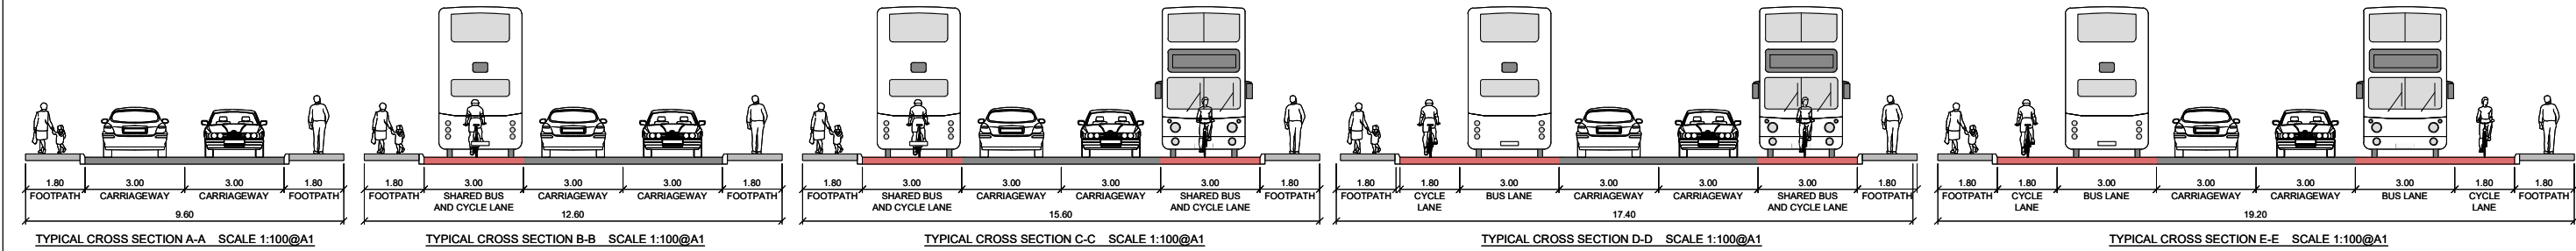 1.80 3.00 3.00 1.80
FOOTPATH CARRIAGEWAY CARRIAGEWAY FOOTPATH
9.60
TYPICAL CROSS SECTION A-A SCALE 1:100@A1
1.80 3.00 3.00 3.00 1.80
FOOTPATH SHARED BUS CARRIAGEWAY CARRIAGEWAY FOOTPATH
AND CYCLE LANE
12.60
TYPICAL CROSS SECTION B-B SCALE 1:100@A1
1.80 3.00 3.00 3.00 3.00 1.80
FOOTPATH SHARED BUS CARRIAGEWAY CARRIAGEWAY SHARED BUS FOOTPATH
AND CYCLE LANE AND CYCLE LANE
15.60
TYPICAL CROSS SECTION C-C SCALE 1:100@A1
1.80 1.80 3.00 3.00 3.00 3.00 1.80
FOOTPATH CYCLE BUS LANE CARRIAGEWAY CARRIAGEWAY SHARED BUS FOOTPATH
LANE AND CYCLE LANE
17.40
TYPICAL CROSS SECTION D-D SCALE 1:100@A1
1.80 1.80 3.00 3.00 3.00 3.00 1.80 1.80
FOOTPATH CYCLE BUS LANE CARRIAGEWAY CARRIAGEWAY BUS LANE CYCLE FOOTPATH
LANE LANE
19.20
TYPICAL CROSS SECTION E-E SCALE 1:100@A1